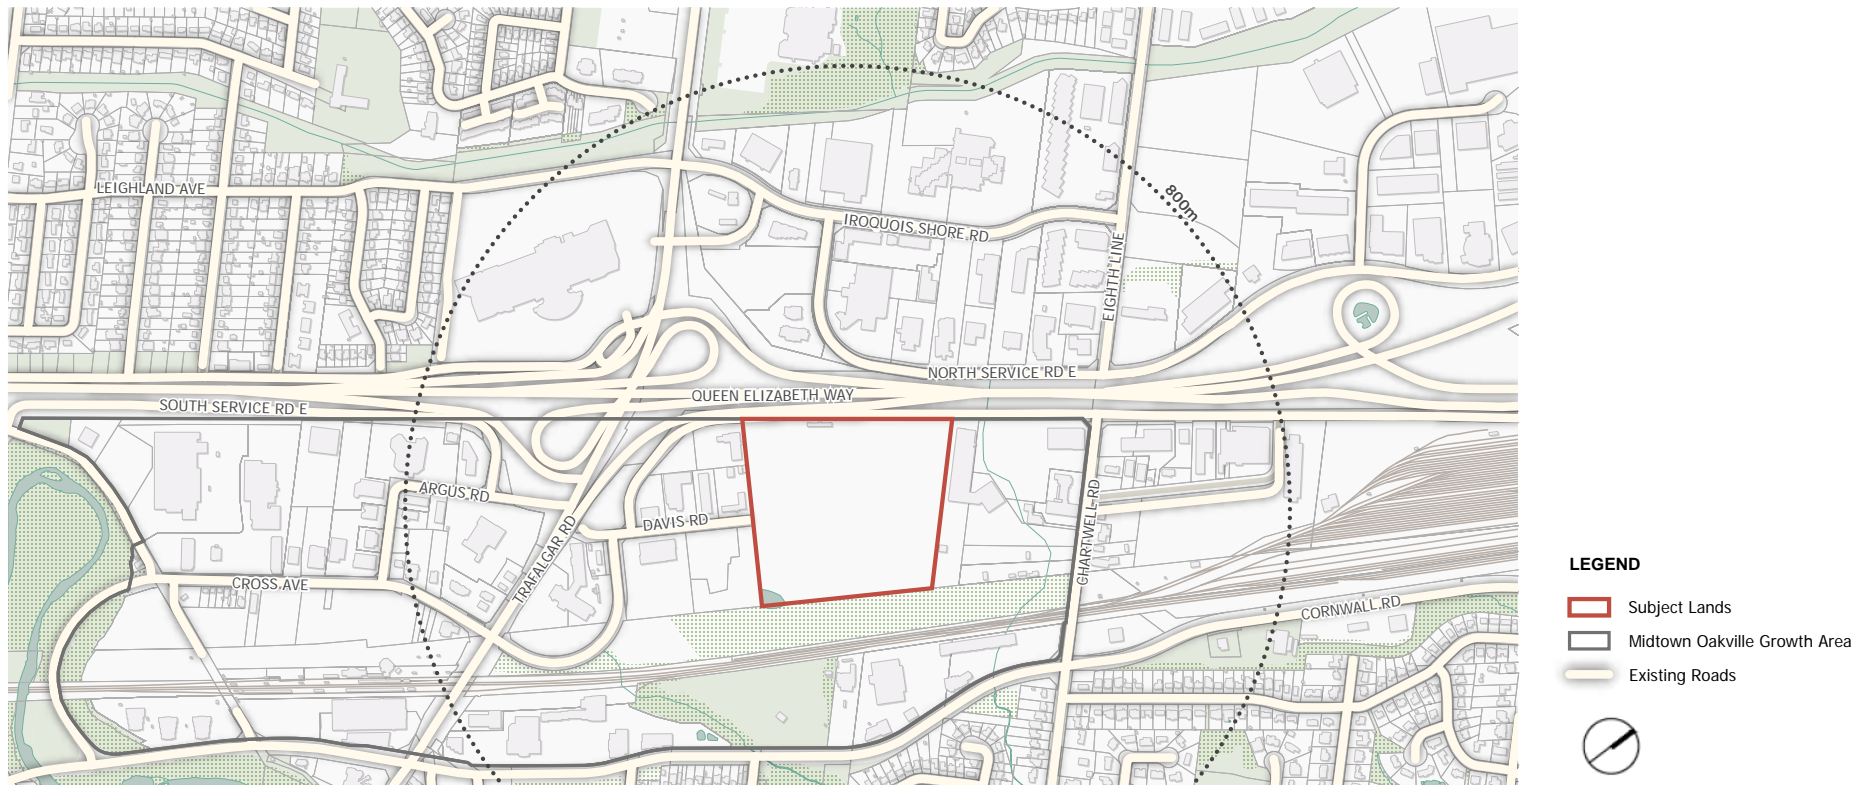 LEIGHLAND AVE
800m
IROQUOIS SHORE RD
EIGHTH LINE
NORTH SERVICE RD E
QUEEN ELIZABETH WAY
SOUTH SERVICE RD E
ARGUS RD
DAVIS RD
TRAFALGAR RD
CHARTWELL RD
CROSS AVE
CORNWALL RD
LEGEND
Subject Lands
Midtown Oakville Growth Area
Existing Roads